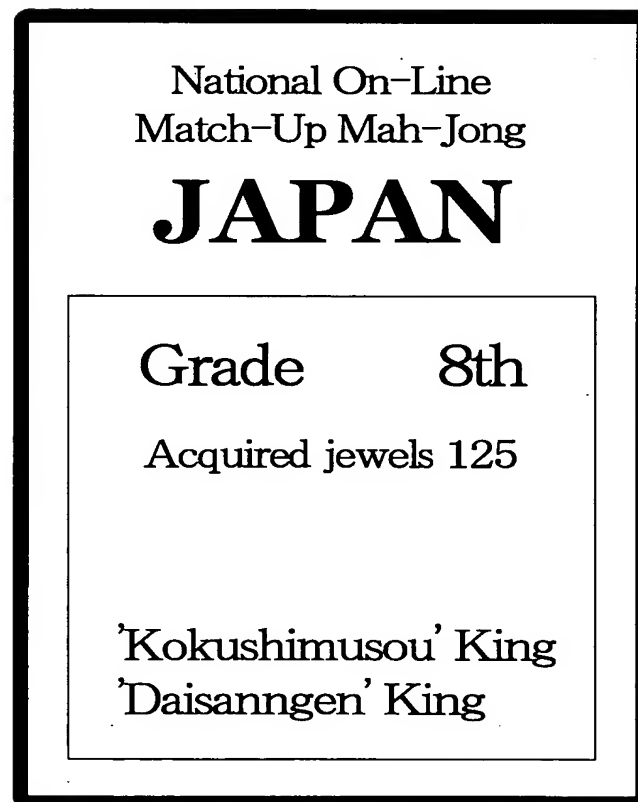 National On-Line
Match-Up Mah-Jong
JAPAN
Grade 8th
Acquired jewels 125
'Kokushimusou' King
'Daisanngen' King